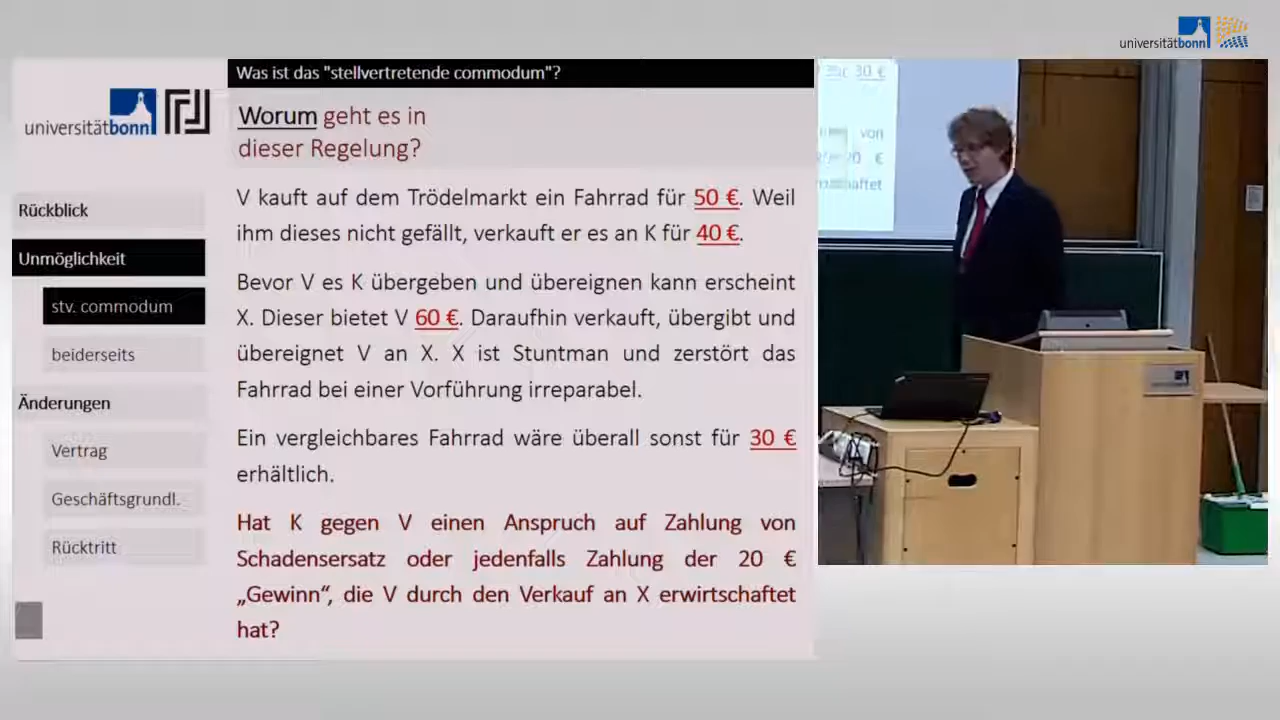 universitätbonn
Was ist das "stellvertretende commodum"?
universitätbonn
Worum geht es in
dieser Regelung?
Rückblick
Unmöglichkeit
stv. commodum
beiderseits
Änderungen
Vertrag
Geschäftsgrundl.
Rücktritt
V kauft auf dem Trödelmarkt ein Fahrrad für 50 €. Weil
ihm dieses nicht gefällt, verkauft er es an K für 40 €.
Bevor V es K übergeben und übereignen kann erscheint
X. Dieser bietet V 60 €. Daraufhin verkauft, übergibt und
übereignet V an X. X ist Stuntman und zerstört das
Fahrrad bei einer Vorführung irreparabel.
Ein vergleichbares Fahrrad wäre überall sonst für 30 €
erhältlich.
Hat K gegen V einen Anspruch auf Zahlung von
Schadensersatz oder jedenfalls Zahlung der 20 €
„Gewinn“, die V durch den Verkauf an X erwirtschaftet
hat?
30 €
von
20 €